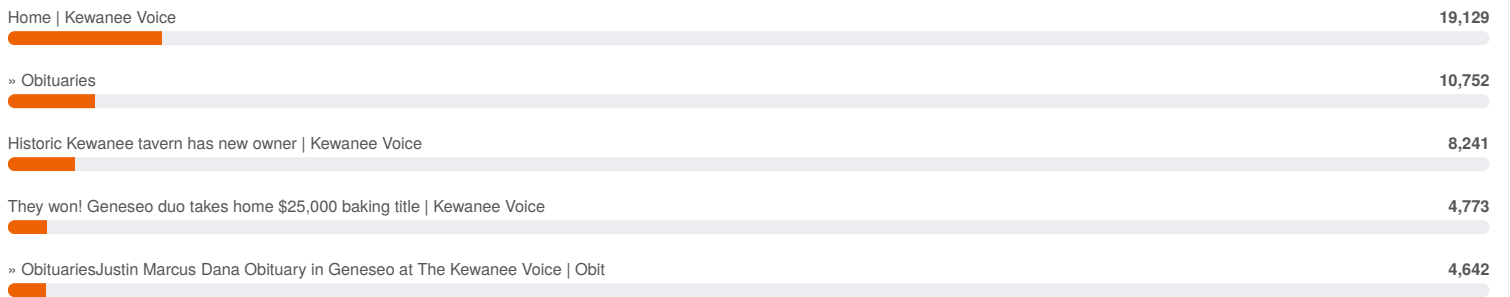 Home | Kewanee Voice 19,129
» Obituaries 10,752
Historic Kewanee tavern has new owner | Kewanee Voice 8,241
They won! Geneseo duo takes home $25,000 baking title | Kewanee Voice 4,773
» ObituariesJustin Marcus Dana Obituary in Geneseo at The Kewanee Voice | Obit 4,642